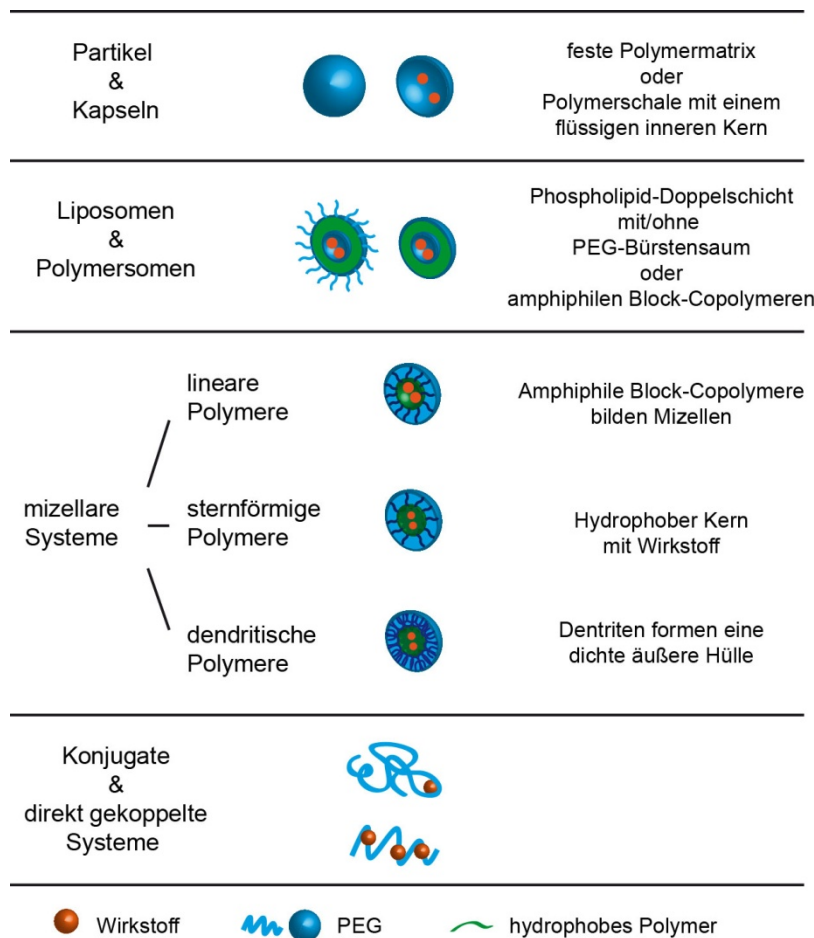 Partikel
&
Kapseln
feste Polymermatrix
oder
Polymerschale mit einem
flüssigen inneren Kern
Liposomen
&
Polymersomen
Phospholipid-Doppelschicht
mit/ohne
PEG-Bürstensaum
oder
amphiphilen Block-Copolymeren
mizellare
Systeme
lineare
Polymere
Amphiphile Block-Copolymere
bilden Mizellen
sternförmige
Polymere
Hydrophober Kern
mit Wirkstoff
dendritische
Polymere
Dentriten formen eine
dichte äußere Hülle
Konjugate
&
direkt gekoppelte
Systeme
Wirkstoff
PEG
hydrophobes Polymer